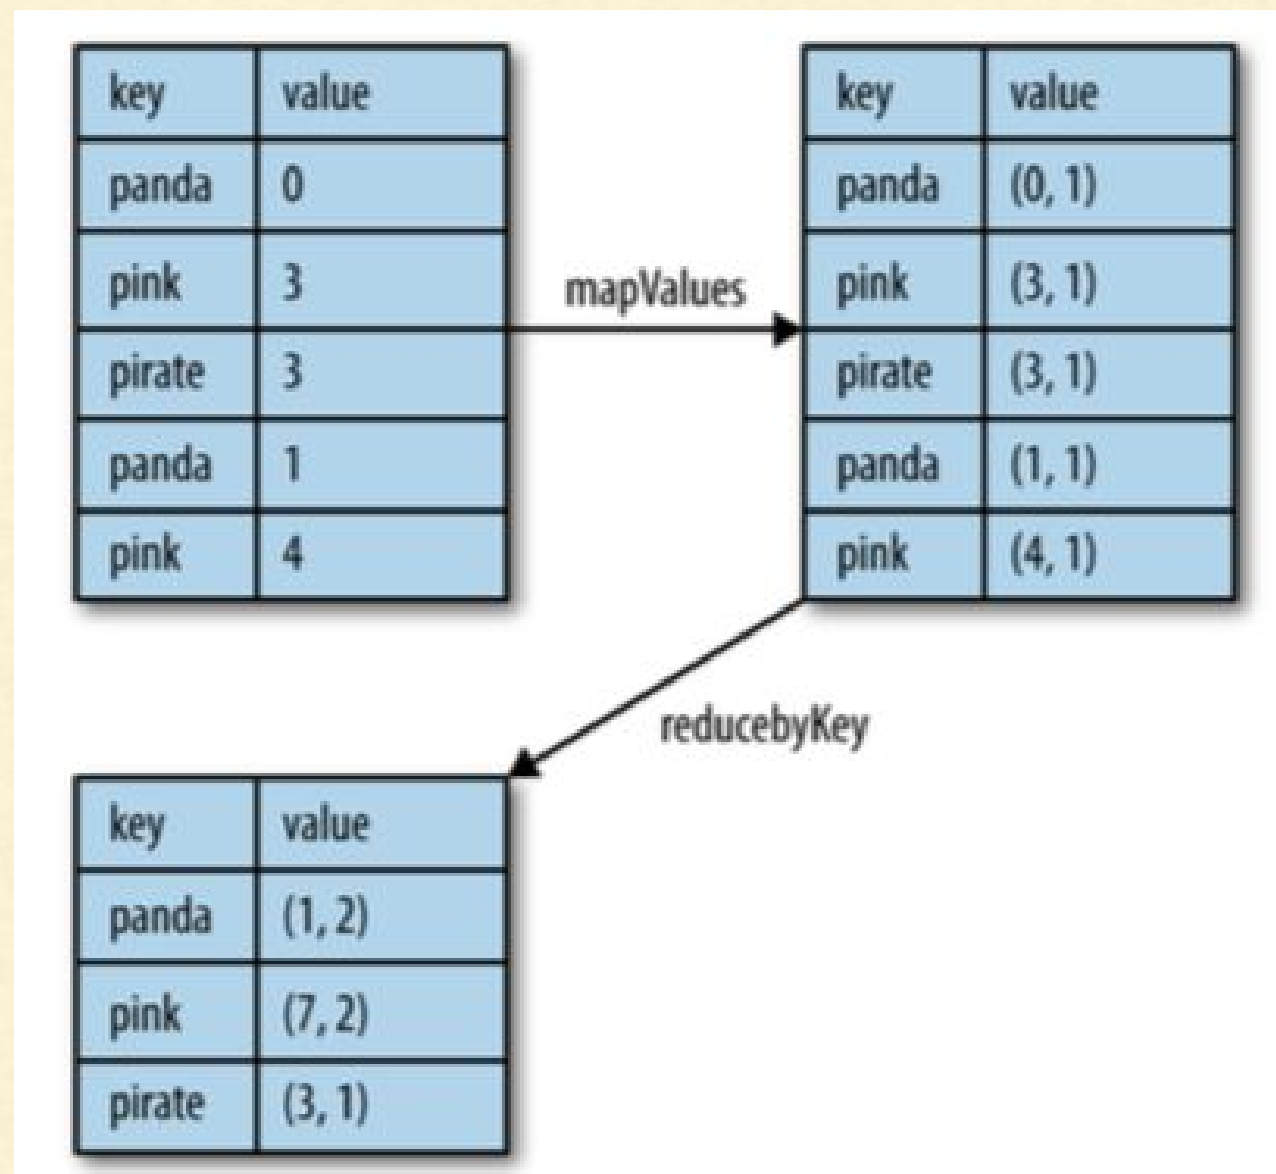 key value
panda 0
pink 3
pirate 3
panda 1
pink 4
mapValues
key value
panda (0, 1)
pink (3, 1)
pirate (3, 1)
panda (1, 1)
pink (4, 1)
reducebyKey
key value
panda (1, 2)
pink (7, 2)
pirate (3, 1)